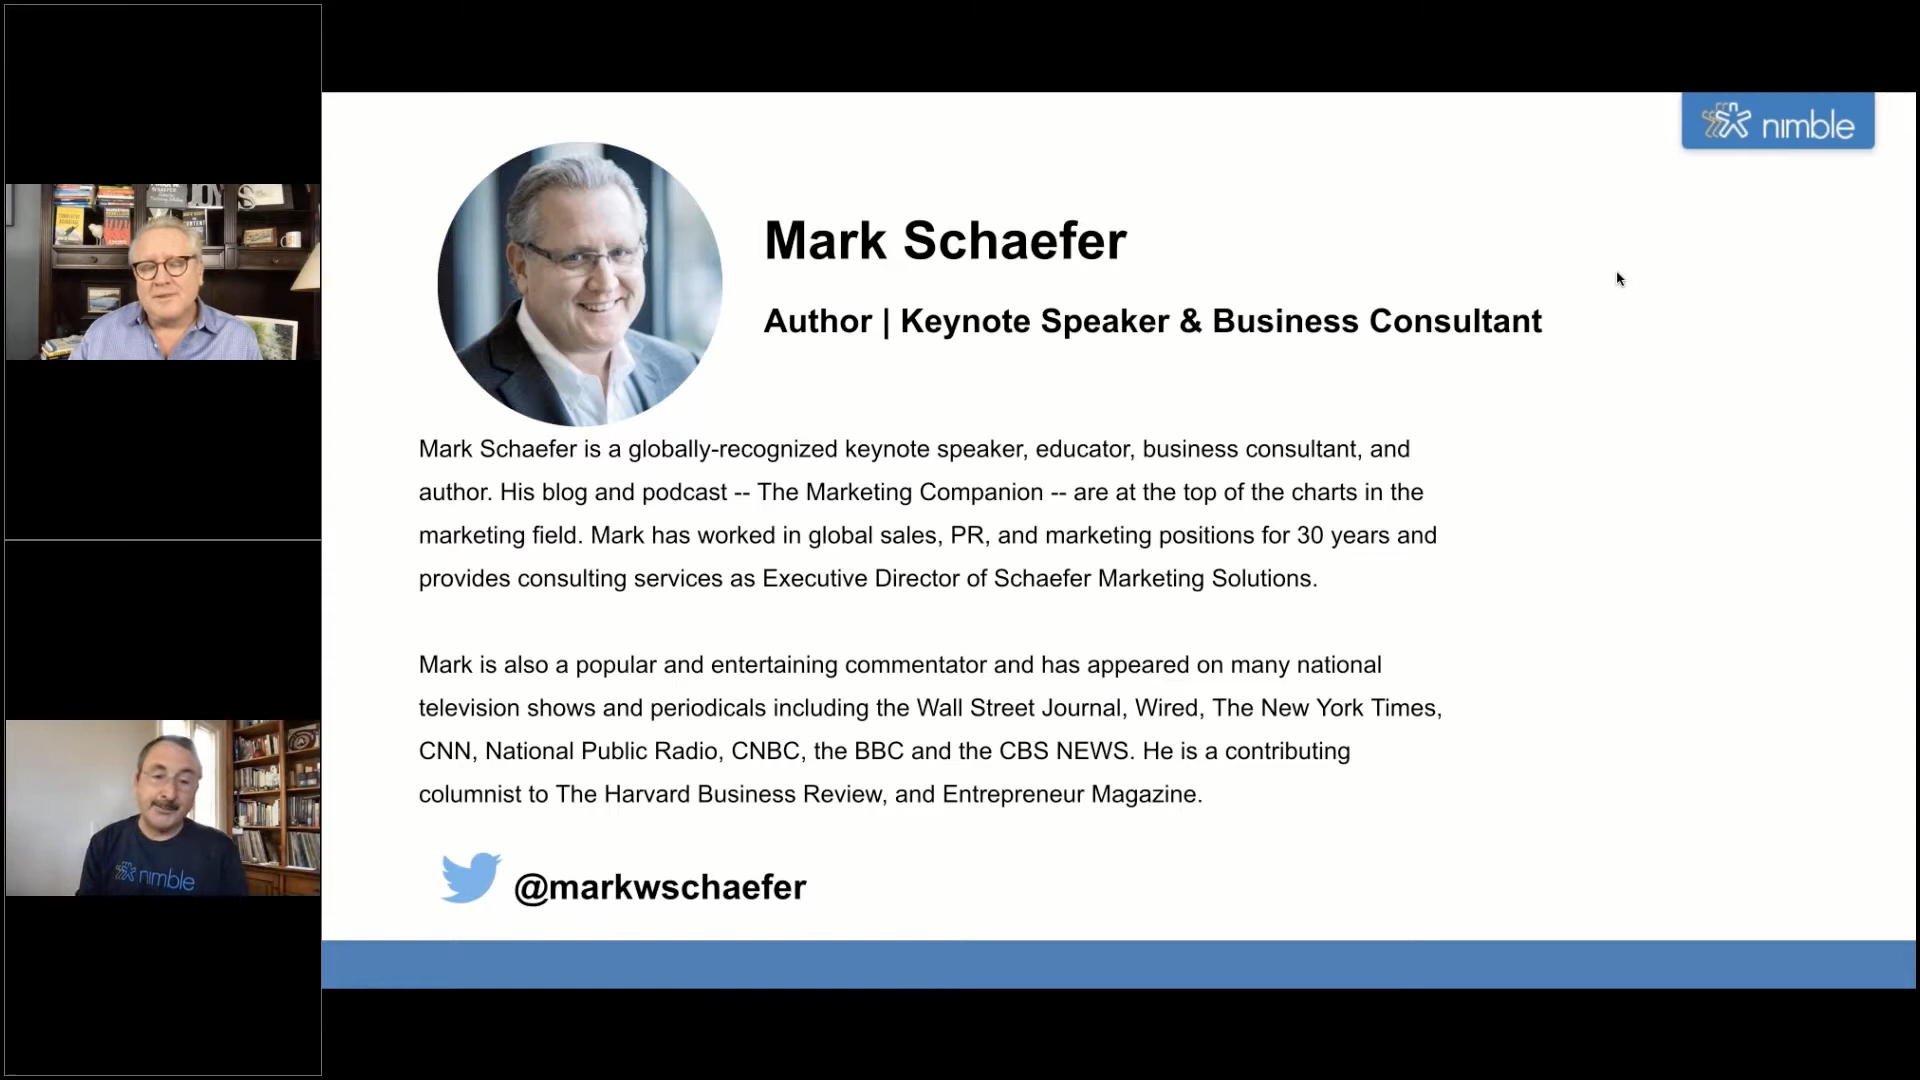 nimble
Mark Schaefer
Author | Keynote Speaker & Business Consultant
Mark Schaefer is a globally-recognized keynote speaker, educator, business consultant, and
author. His blog and podcast -- The Marketing Companion -- are at the top of the charts in the
marketing field. Mark has worked in global sales, PR, and marketing positions for 30 years and
provides consulting services as Executive Director of Schaefer Marketing Solutions.
Mark is also a popular and entertaining commentator and has appeared on many national
television shows and periodicals including the Wall Street Journal, Wired, The New York Times,
CNN, National Public Radio, CNBC, the BBC and the CBS NEWS. He is a contributing
columnist to The Harvard Business Review, and Entrepreneur Magazine.
@markwschaefer
JOY
nimble